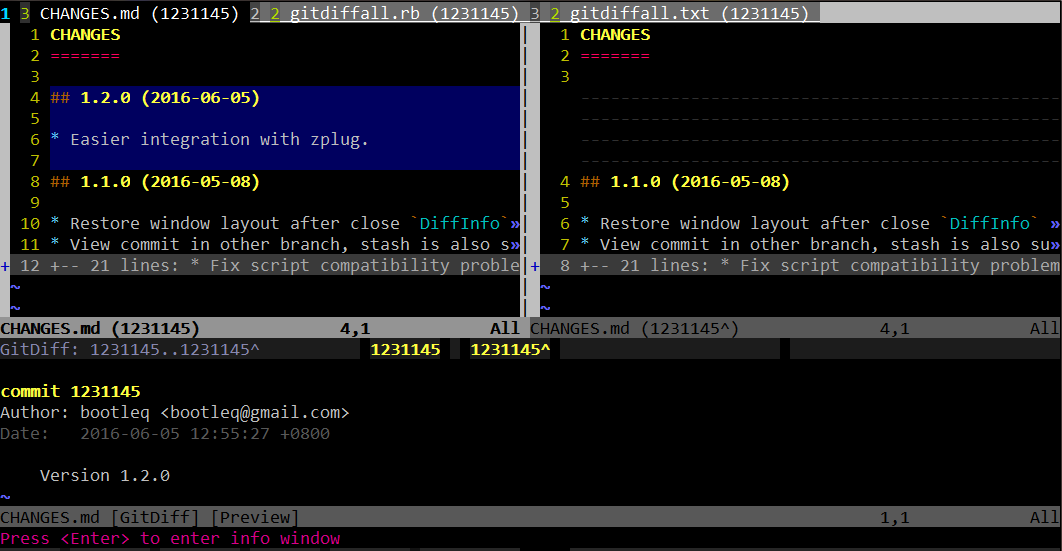 1 3 CHANGES.md (1231145) 2 2 gitdiffall.rb (1231145) 3 2 gitdiffall.txt (1231145)
1 CHANGES
2 =======
3
4 ## 1.2.0 (2016-06-05)
5
6 * Easier integration with zplug.
7
8 ## 1.1.0 (2016-05-08)
9
10 * Restore window layout after close `DiffInfo`»
11 * View commit in other branch, stash is also s»
+ 12 +-- 21 lines: * Fix script compatibility proble
~
~
CHANGES.md (1231145) 4,1 All
1 CHANGES
2 =======
3
---------------------------------------------
---------------------------------------------
---------------------------------------------
---------------------------------------------
4 ## 1.1.0 (2016-05-08)
5
6 * Restore window layout after close `DiffInfo` »
7 * View commit in other branch, stash is also su»
+ 8 +-- 21 lines: * Fix script compatibility problem
~
~
CHANGES.md (1231145^) 4,1 All
GitDiff: 1231145..1231145^ 1231145 1231145^
commit 1231145
Author: bootleq <bootleq@gmail.com>
Date: 2016-06-05 12:55:27 +0800
Version 1.2.0
~
CHANGES.md [GitDiff] [Preview] 1,1 All
Press <Enter> to enter info window